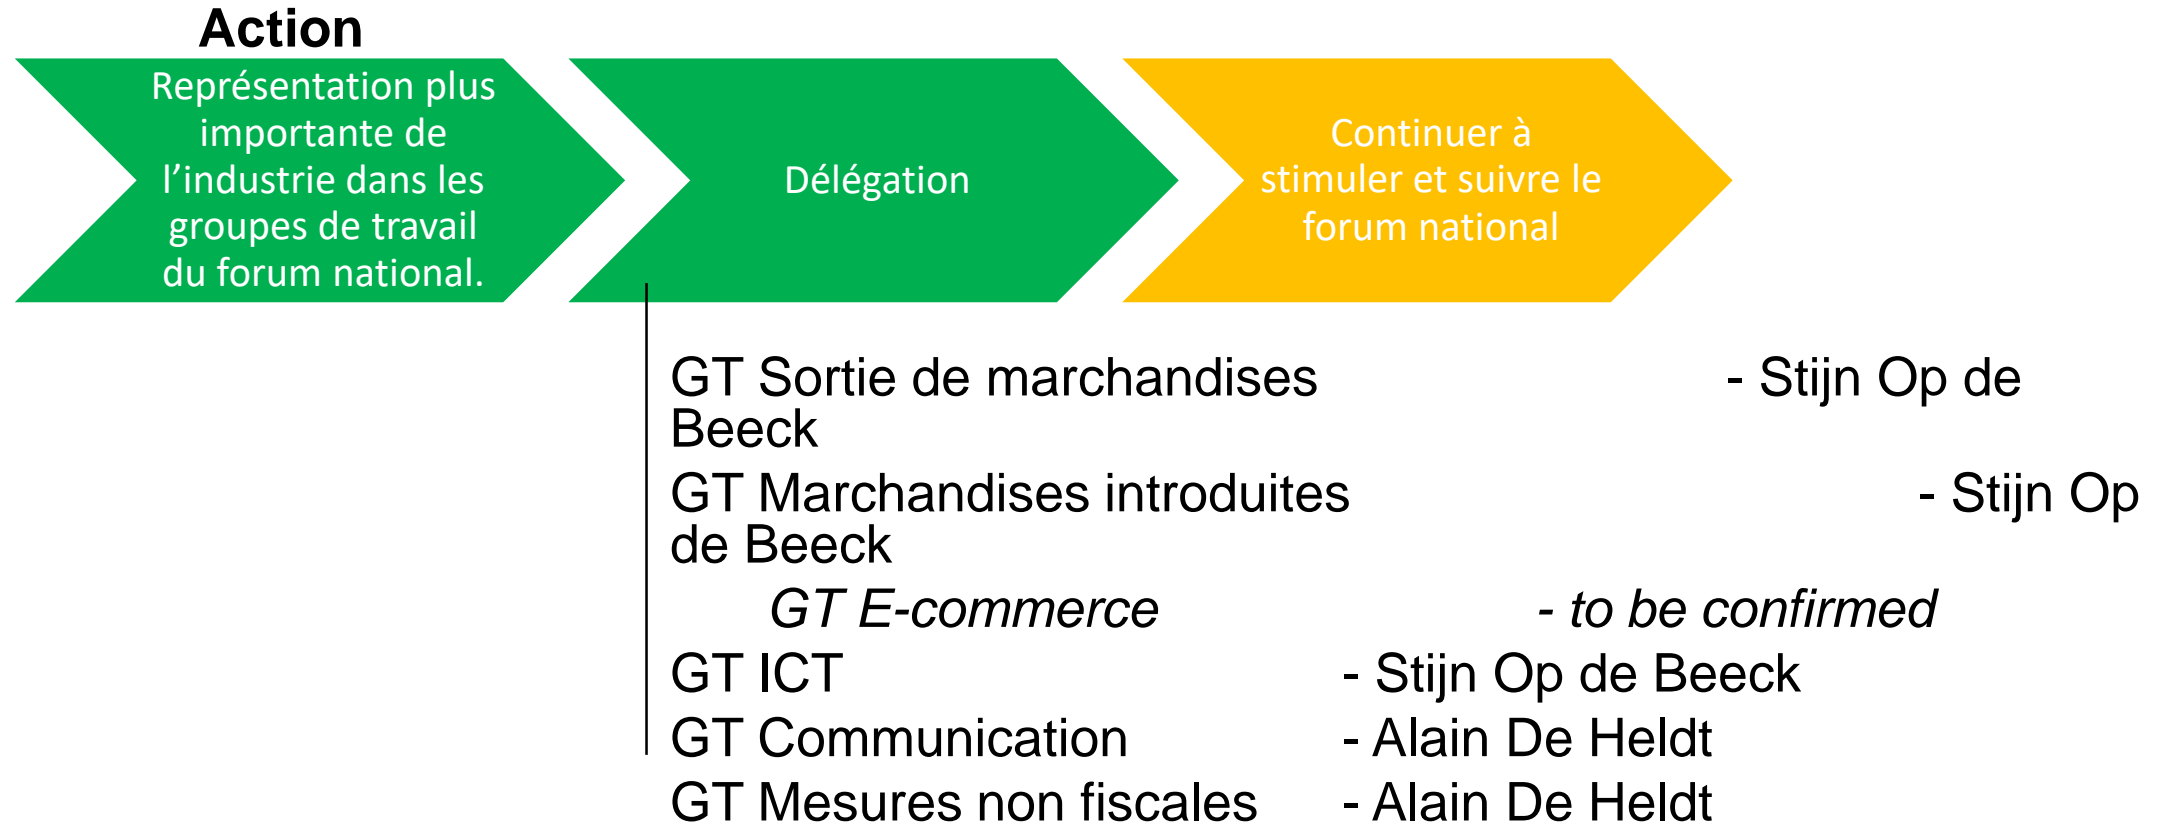 Action
Représentation plus
importante de
l’industrie dans les
groupes de travail
du forum national.
Délégation
Continuer à
stimuler et suivre le
forum national
GT Sortie de marchandises - Stijn Op de
Beeck
GT Marchandises introduites - Stijn Op
de Beeck
GT E-commerce - to be confirmed
GT ICT - Stijn Op de Beeck
GT Communication - Alain De Heldt
GT Mesures non fiscales - Alain De Heldt